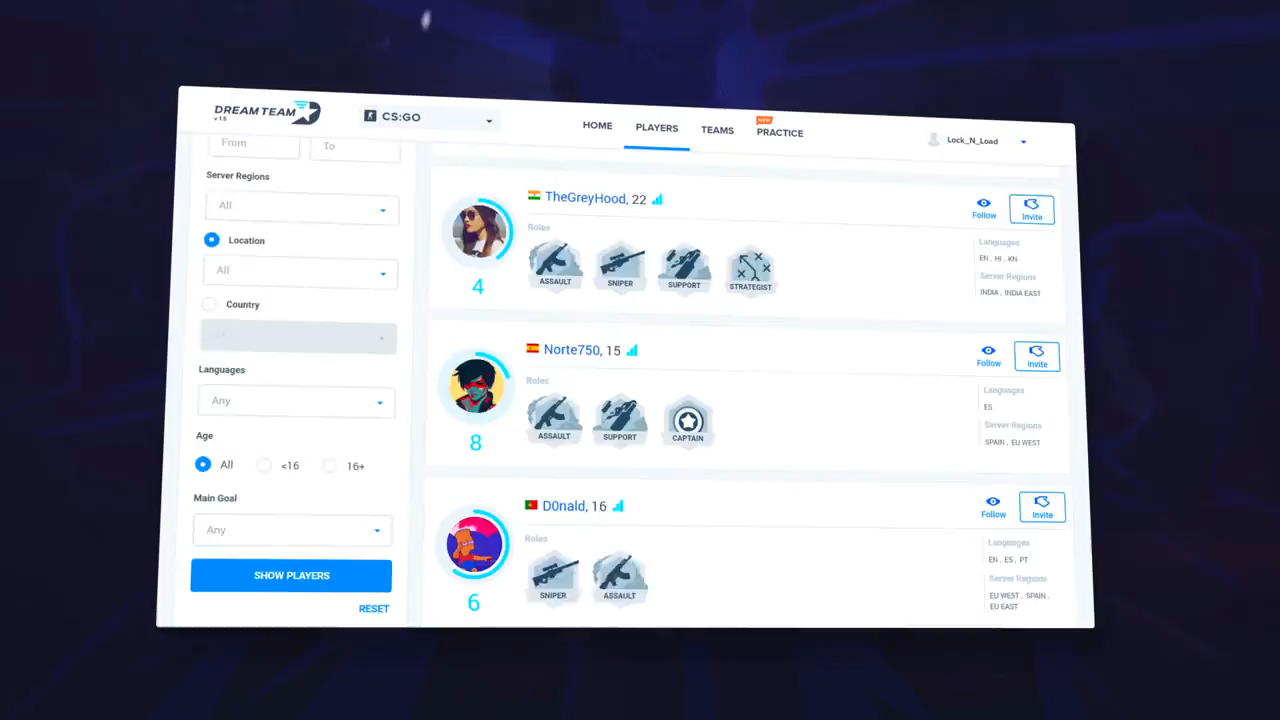 DREAM TEAM
v 1.5
CS:GO
HOME
PLAYERS
TEAMS
NEW
PRACTICE
Lock_N_Load
From
To
Server Regions
All
Location
All
Country
Languages
Any
Age
All
<16
16+
Main Goal
Any
SHOW PLAYERS
RESET
TheGreyHood, 22
Follow
Invite
Roles
ASSAULT
SNIPER
SUPPORT
STRATEGIST
Languages
EN , HI , KN
Server Regions
INDIA , INDIA EAST
4
Norte750, 15
Follow
Invite
Roles
ASSAULT
SUPPORT
CAPTAIN
Languages
ES
Server Regions
SPAIN , EU WEST
8
D0nald, 16
Follow
Invite
Roles
SNIPER
ASSAULT
Languages
EN , ES , PT
Server Regions
EU WEST , SPAIN ,
EU EAST
6